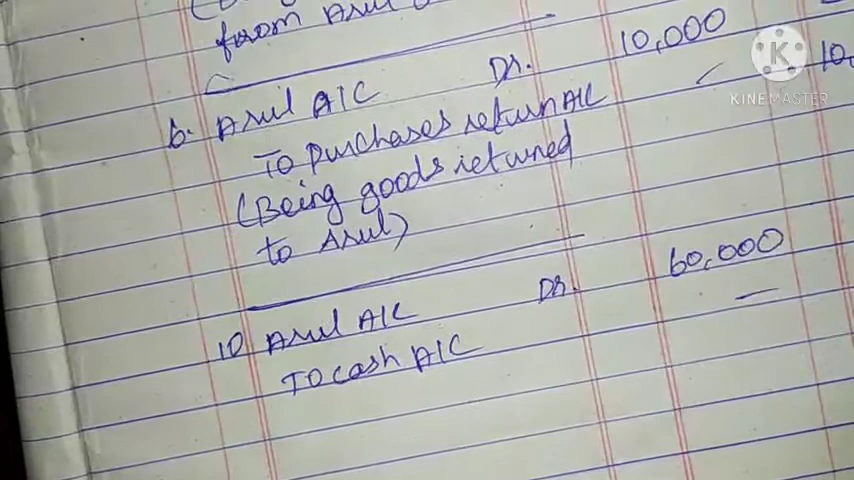 from Arul
6. Arul A/C Dr. 10,000
To purchases return A/C 10,
(Being goods returned
to Arul)
10 Arul A/C Dr. 60,000
To cash A/C
KINEMASTER